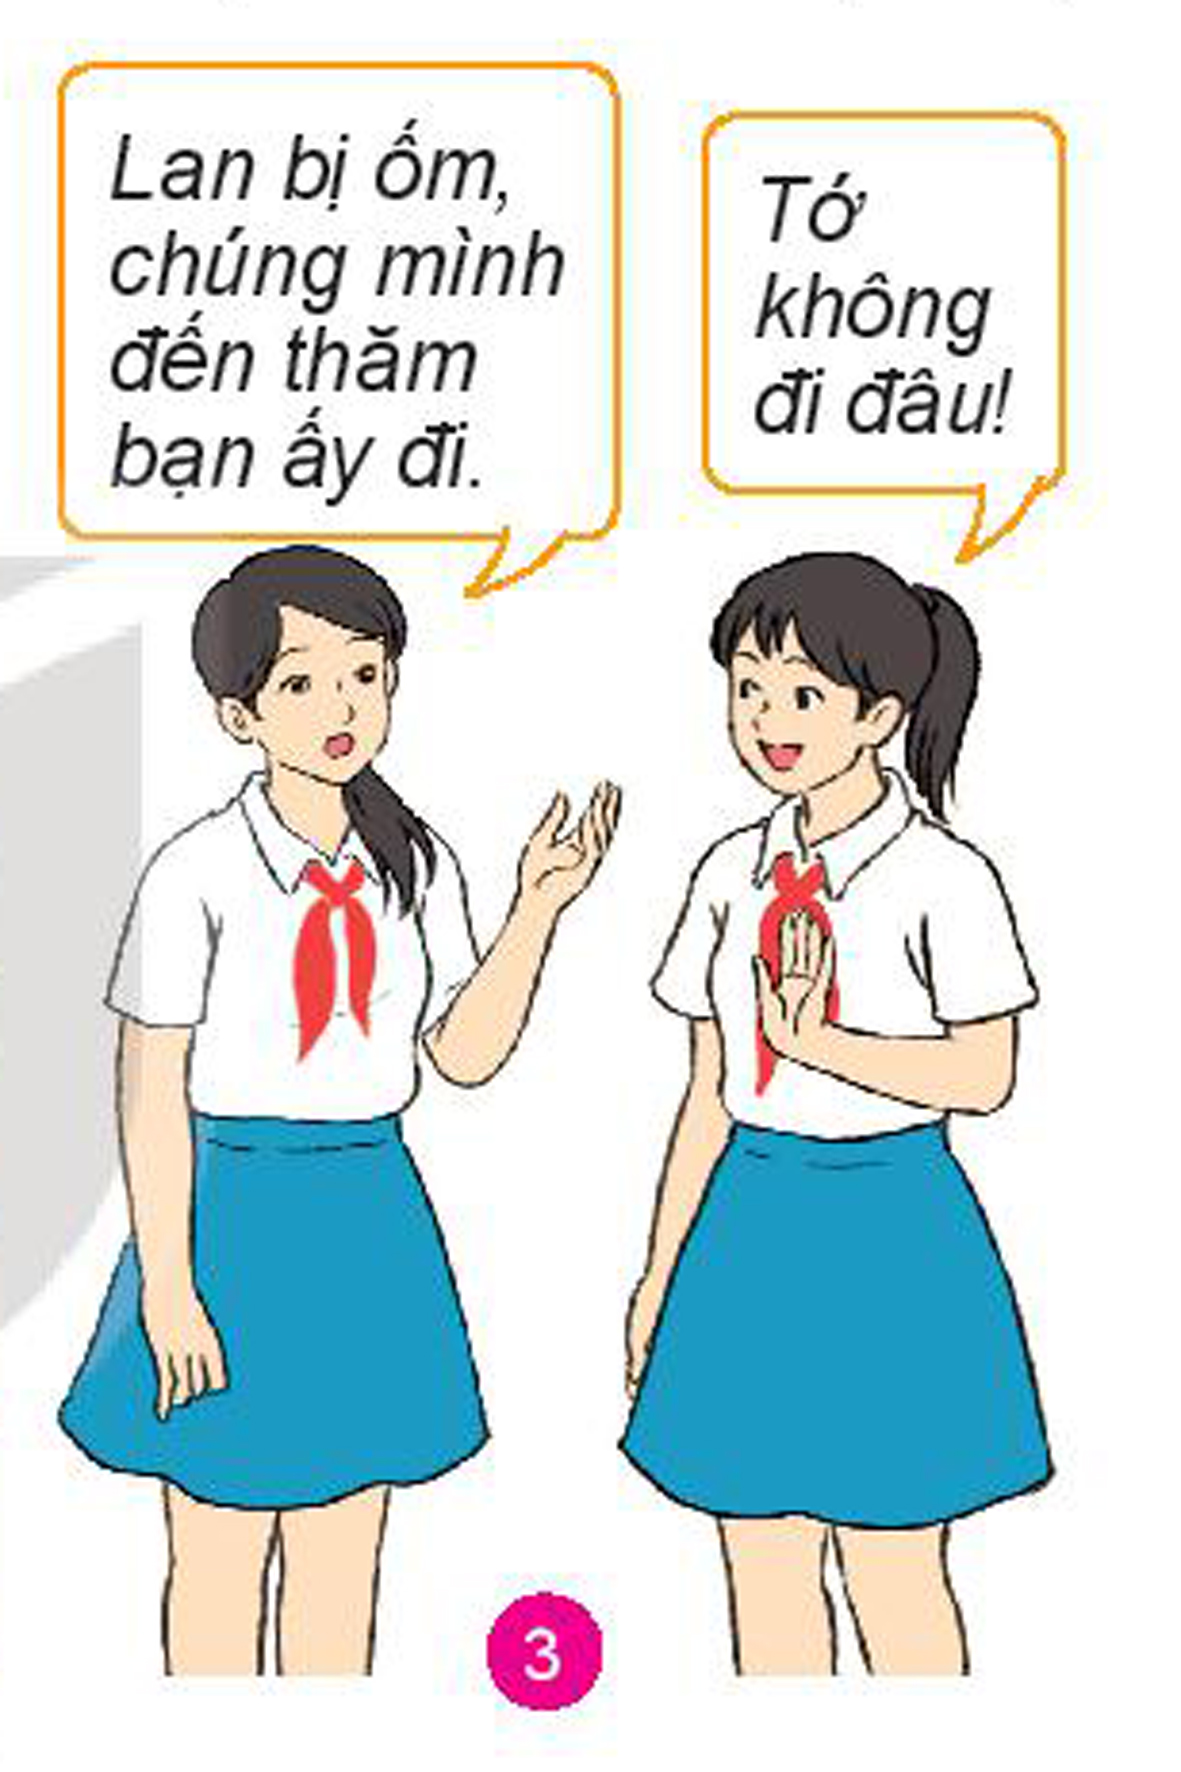 Lan bị ốm,
chúng mình
đến thăm
bạn ấy đi.
Tớ
không
đi đâu!
3